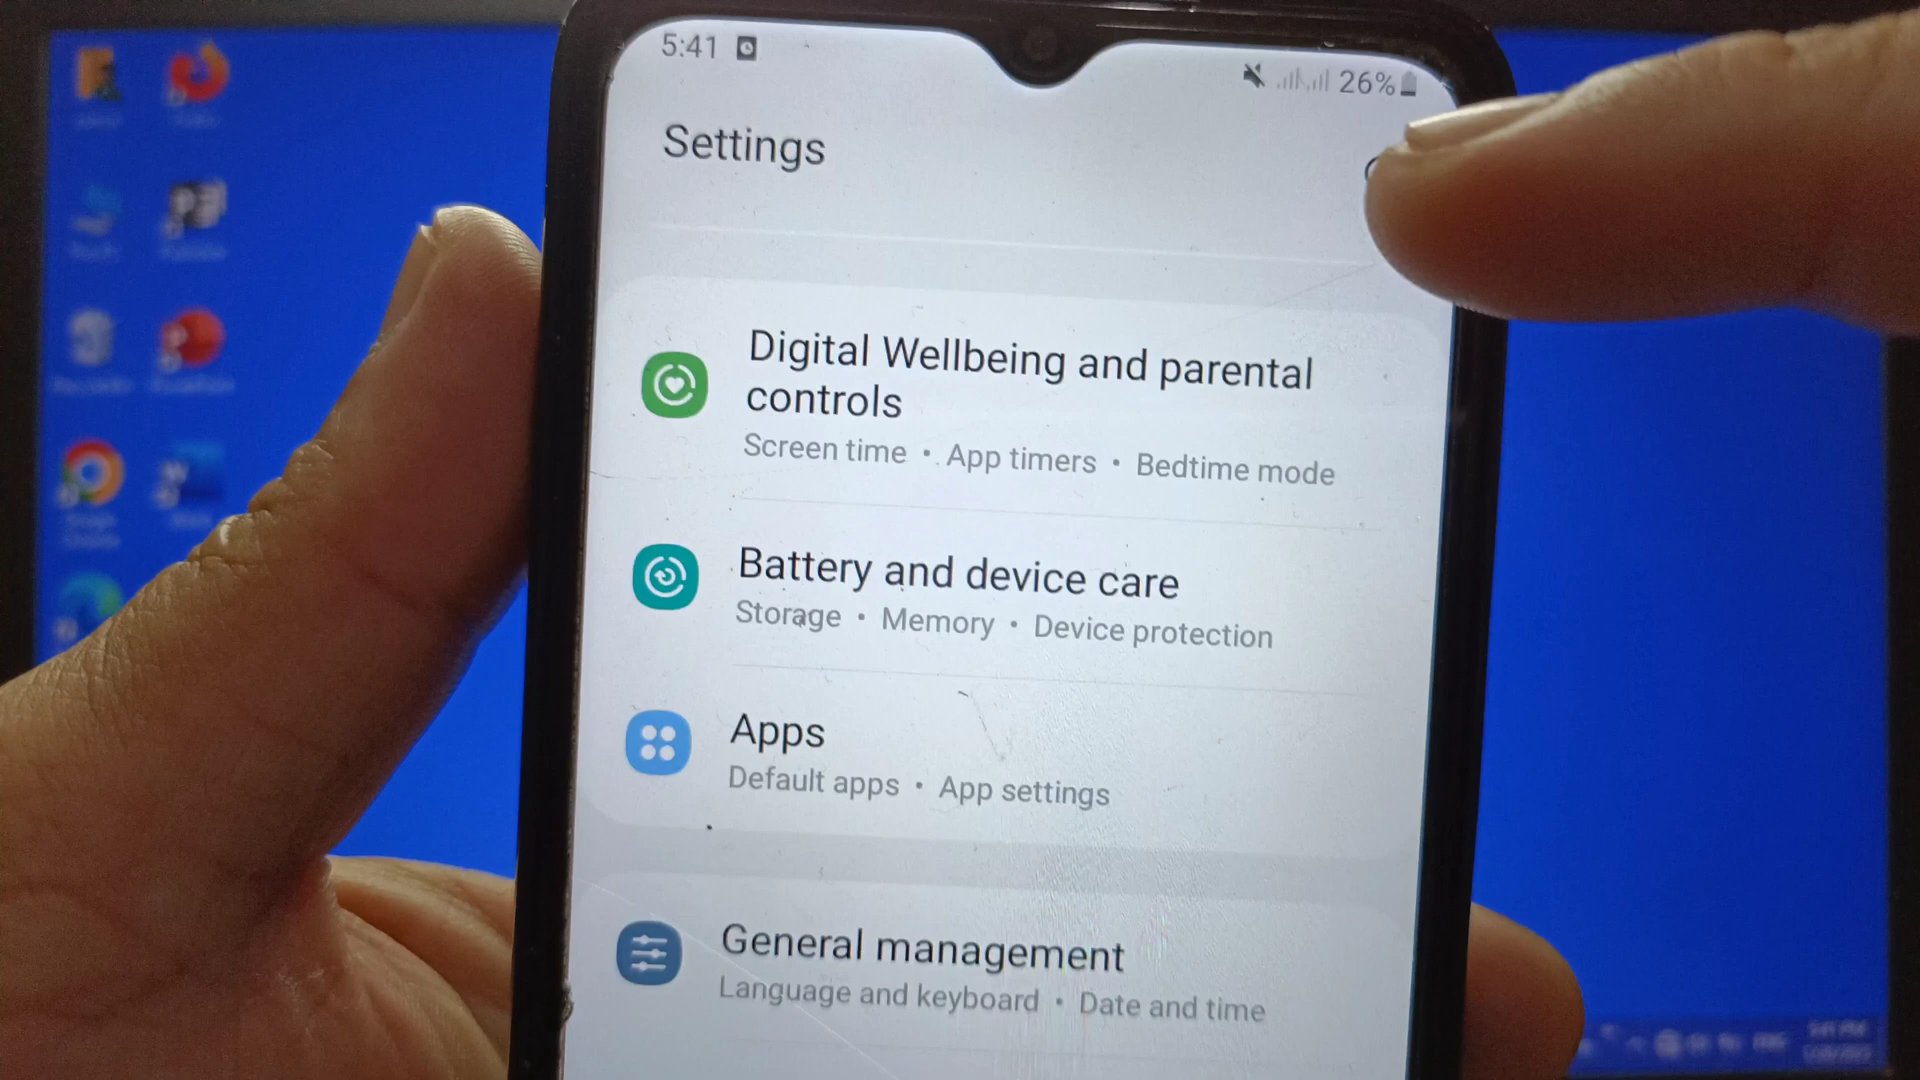 5:41
26%
Settings
Digital Wellbeing and parental
controls
Screen time • App timers • Bedtime mode
Battery and device care
Storage • Memory • Device protection
Apps
Default apps • App settings
General management
Language and keyboard • Date and time